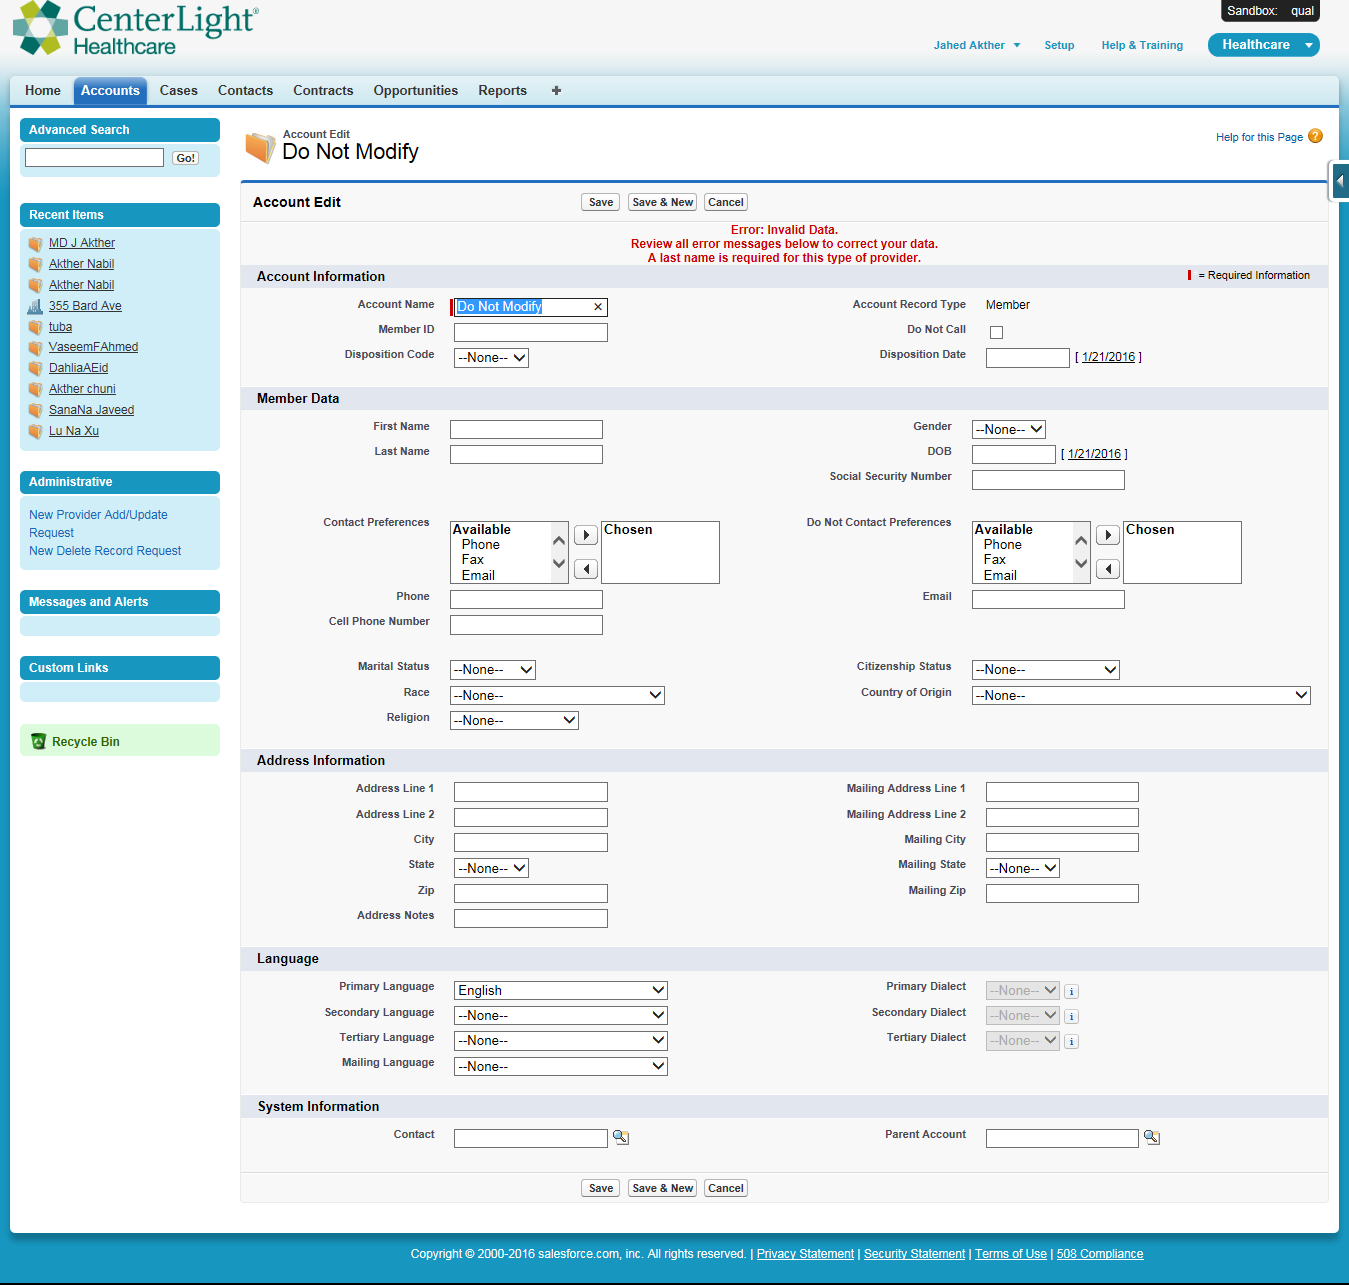 Sandbox: qual
CenterLight®
Healthcare
Jahed Akther Setup Help & Training Healthcare
Home Accounts Cases Contacts Contracts Opportunities Reports +
Advanced Search
Go!
Recent Items
MD J Akther
Akther Nabil
Akther Nabil
355 Bard Ave
tuba
VaseemFAhmed
DahliaAEid
Akther chuni
SanaNa Javeed
Lu Na Xu
Administrative
New Provider Add/Update
Request
New Delete Record Request
Messages and Alerts
Custom Links
Recycle Bin
Account Edit
Do Not Modify
Help for this Page ?
Account Edit Save Save & New Cancel
Error: Invalid Data.
Review all error messages below to correct your data.
A last name is required for this type of provider.
Account Information = Required Information
Account Name Do Not Modify Account Record Type Member
Member ID Do Not Call
Disposition Code --None-- Disposition Date [ 1/21/2016 ]
Member Data
First Name Gender --None--
Last Name DOB [ 1/21/2016 ]
Social Security Number
Contact Preferences Available Chosen Do Not Contact Preferences Available Chosen
Phone Phone
Fax Fax
Email Email
Phone Email
Cell Phone Number
Marital Status --None-- Citizenship Status --None--
Race --None-- Country of Origin --None--
Religion --None--
Address Information
Address Line 1 Mailing Address Line 1
Address Line 2 Mailing Address Line 2
City Mailing City
State --None-- Mailing State --None--
Zip Mailing Zip
Address Notes
Language
Primary Language English Primary Dialect --None-- i
Secondary Language --None-- Secondary Dialect --None-- i
Tertiary Language --None-- Tertiary Dialect --None-- i
Mailing Language --None--
System Information
Contact Parent Account
Save Save & New Cancel
Copyright © 2000-2016 salesforce.com, inc. All rights reserved. | Privacy Statement | Security Statement | Terms of Use | 508 Compliance